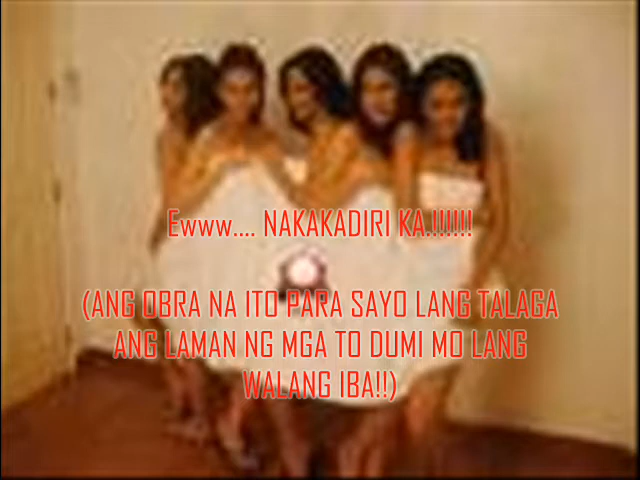 Ewww.... NAKAKADIRI KA.!!!!!!
(ANG OBRA NA ITO PARA SAYO LANG TALAGA
ANG LAMAN NG MGA TO DUMI MO LANG
WALANG IBA!!)